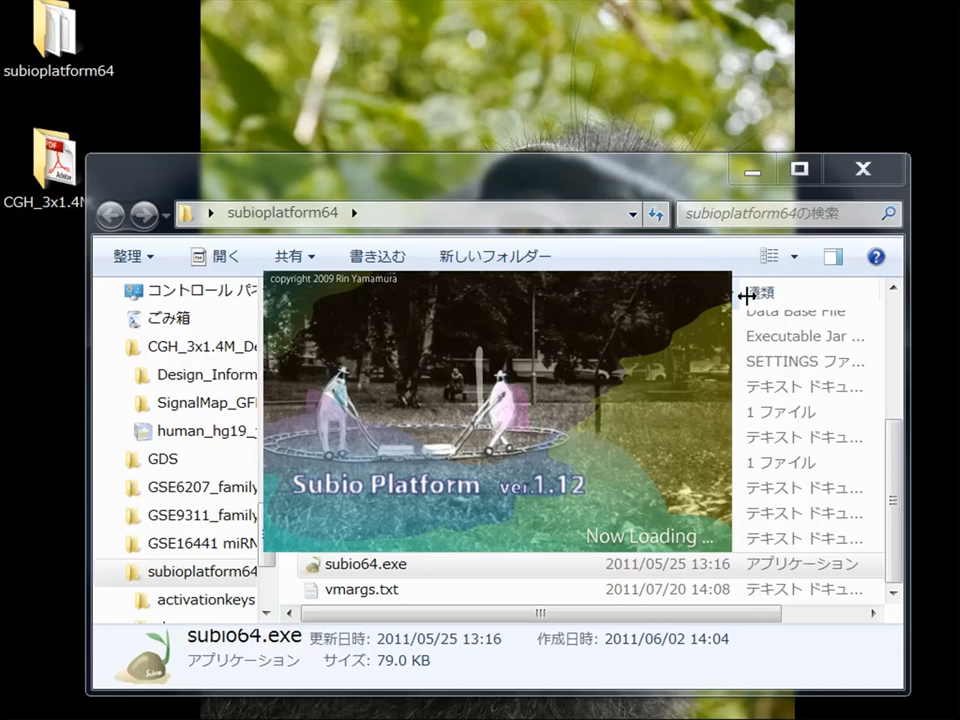 subioplatform64
CGH_3x1.4M
subioplatform64
subioplatform64の検索
整理 開く 共有 書き込む 新しいフォルダー
コントロール パネ
ごみ箱
CGH_3x1.4M_De
Design_Inform
SignalMap_GFF
human_hg19_
GDS
GSE6207_family
GSE9311_family
GSE16441 miRN
subioplatform64
activationkeys
copyright 2009 Rin Yamamura
Subio Platform ver.1.12
Now Loading ...
種類
Data Base File
Executable Jar ...
SETTINGS ファ...
テキスト ドキュ...
1 ファイル
テキスト ドキュ...
1 ファイル
テキスト ドキュ...
テキスト ドキュ...
テキスト ドキュ...
subio64.exe 2011/05/25 13:16 アプリケーション
vmargs.txt 2011/07/20 14:08 テキスト ドキュ...
subio64.exe 更新日時: 2011/05/25 13:16 作成日時: 2011/06/02 14:04
アプリケーション サイズ: 79.0 KB
Subio